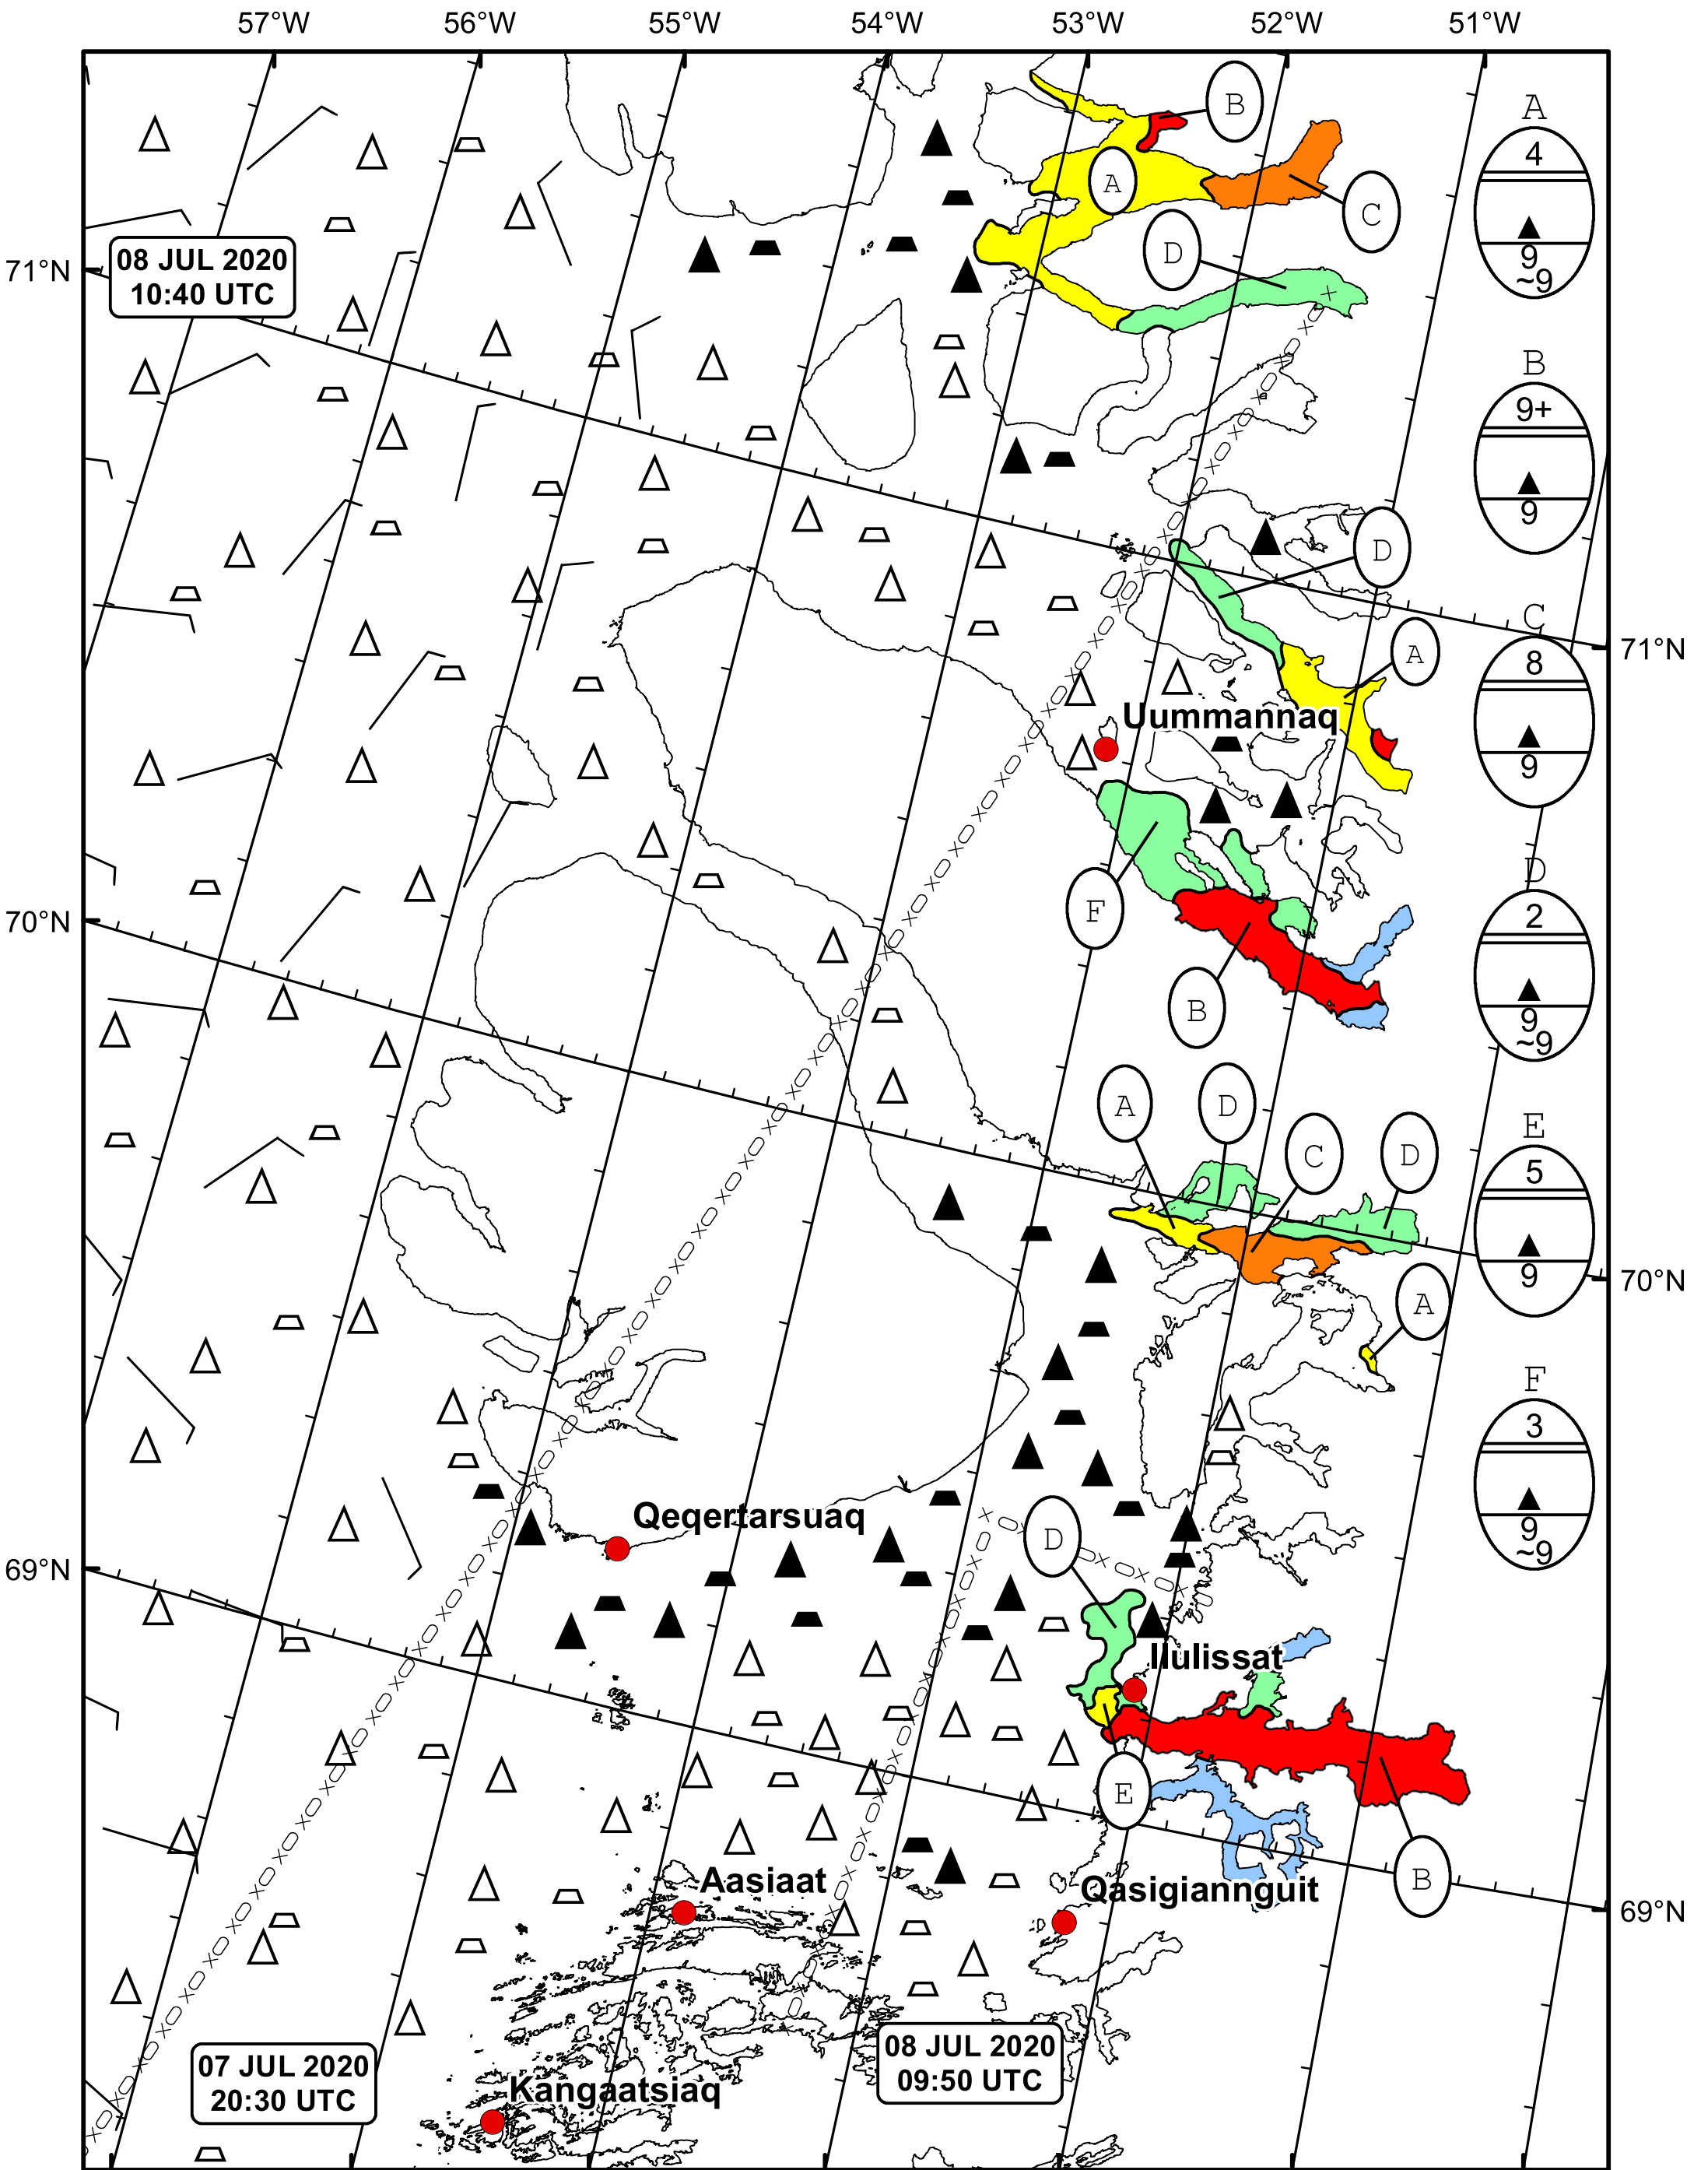 57°W 56°W 55°W 54°W 53°W 52°W 51°W
B
A
4
9
~9
A
C
D
08 JUL 2020
10:40 UTC
71°N
B
9+
9
D
C
8
9
A
71°N
Uummannaq
D
2
9
~9
F
70°N
B
A
D
C
D
E
5
9
70°N
A
F
3
9
~9
Qeqertarsuaq
D
69°N
Ilulissat
E
B
Aasiaat
Qasigiannguit
69°N
08 JUL 2020
09:50 UTC
07 JUL 2020
20:30 UTC
Kangaatsiaq